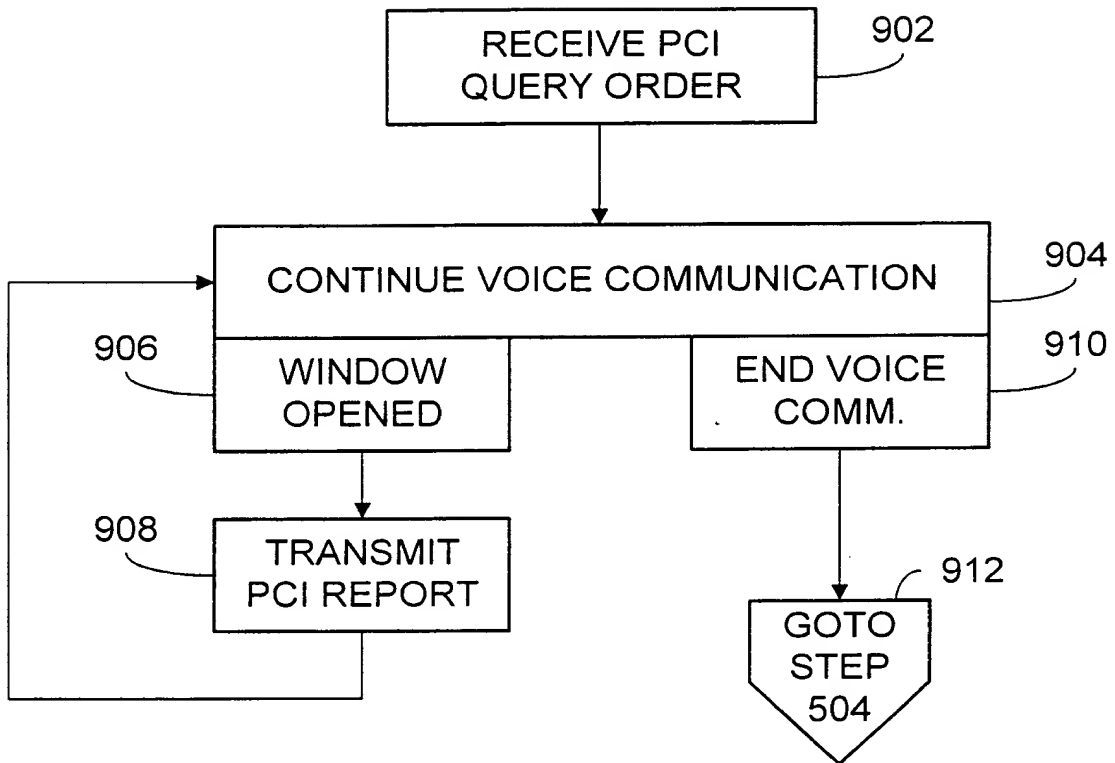 RECEIVE PCI
QUERY ORDER
902
CONTINUE VOICE COMMUNICATION
904
906
WINDOW
OPENED
END VOICE
COMM.
910
908
TRANSMIT
PCI REPORT
912
GOTO
STEP
504